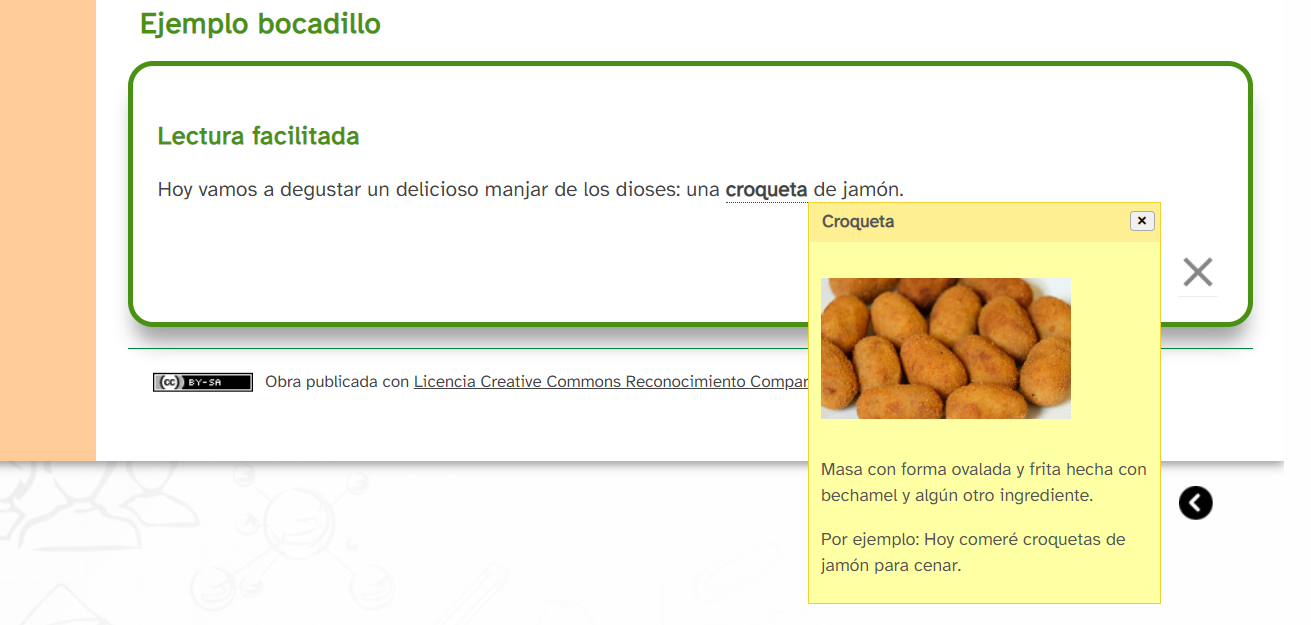 Ejemplo bocadillo
Lectura facilitada
Hoy vamos a degustar un delicioso manjar de los dioses: una croqueta de jamón.
Croqueta
Masa con forma ovalada y frita hecha con
bechamel y algún otro ingrediente.
Por ejemplo: Hoy comeré croquetas de
jamón para cenar.
cc BY-SA Obra publicada con Licencia Creative Commons Reconocimiento Compar